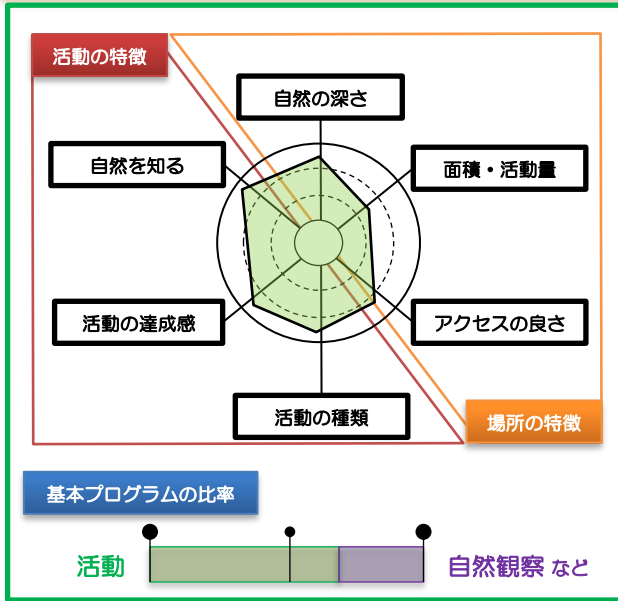 活動の特徴
自然の深さ
自然を知る
面積・活動量
活動の達成感
アクセスの良さ
活動の種類
場所の特徴
基本プログラムの比率
活動
自然観察 など